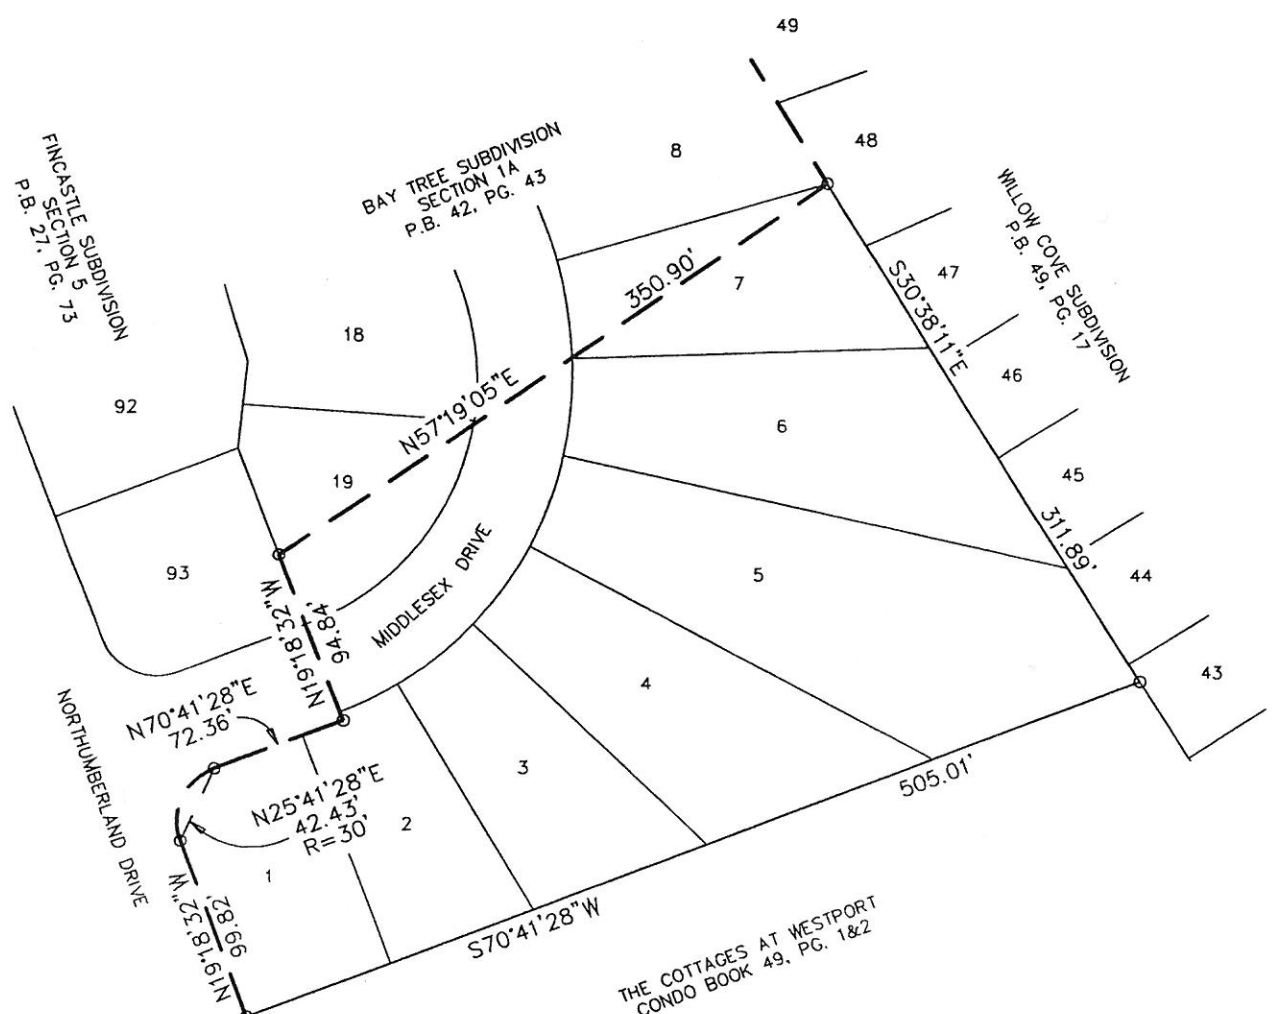 49
8
48
BAY TREE SUBDIVISION
SECTION 1A
P.B. 42, PG. 43
FINCASTLE SUBDIVISION
SECTION 5
P.B. 27, PG. 73
WILLOW COVE SUBDIVISION
P.B. 49, PG. 17
47
7
350.90'
S30°38'11"E
18
46
92
N57°19'05"E
6
19
45
311.89'
93
MIDDLESEX DRIVE
5
44
N19°18'32"W
94.84'
43
4
N70°41'28"E
72.36'
NORTHUMBERLAND DRIVE
3
505.01'
N25°41'28"E
42.43'
R=30'
2
1
N19°18'32"W
99.82'
S70°41'28"W
THE COTTAGES AT WESTPORT
CONDO BOOK 49, PG. 1&2